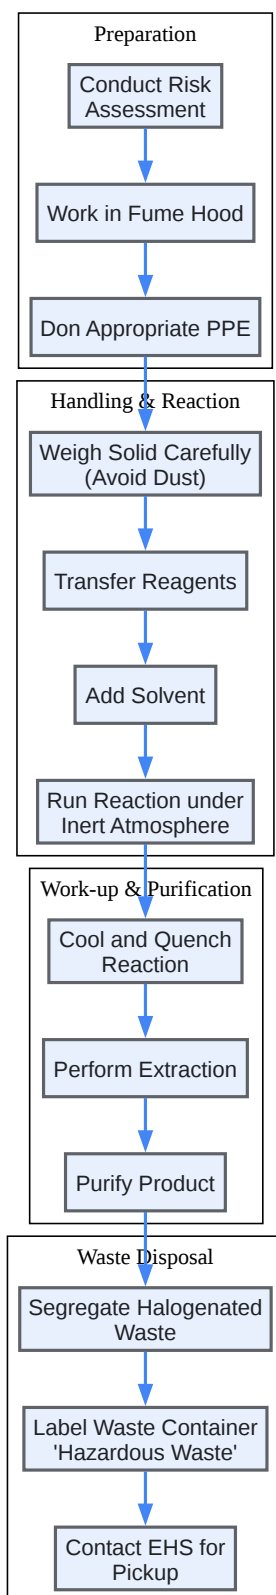 Preparation
Conduct Risk
Assessment
Work in Fume Hood
Don Appropriate PPE
Handling & Reaction
Weigh Solid Carefully
(Avoid Dust)
Transfer Reagents
Add Solvent
Run Reaction under
Inert Atmosphere
Work-up & Purification
Cool and Quench
Reaction
Perform Extraction
Purify Product
Waste Disposal
Segregate Halogenated
Waste
Label Waste Container
'Hazardous Waste'
Contact EHS for
Pickup